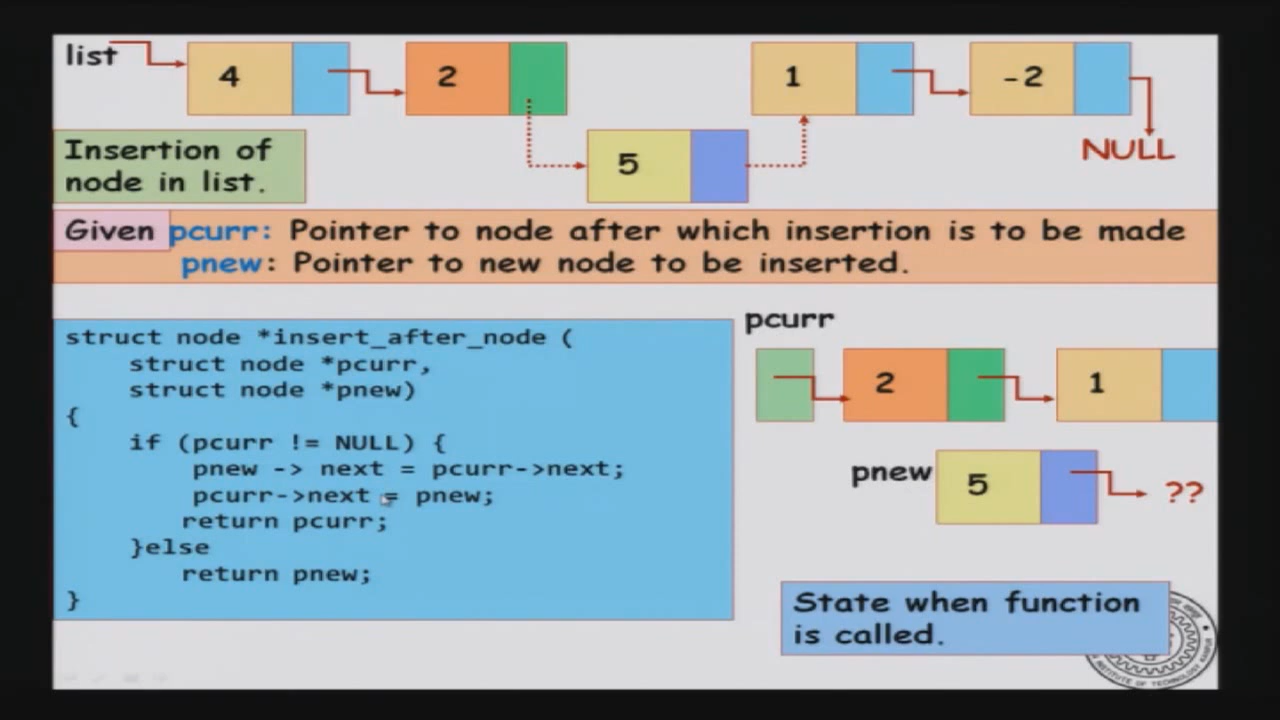 list
4
2
1
-2
NULL
5
Insertion of
node in list.
Given pcurr: Pointer to node after which insertion is to be made
pnew: Pointer to new node to be inserted.
struct node *insert_after_node (
struct node *pcurr,
struct node *pnew)
{
if (pcurr != NULL) {
pnew -> next = pcurr->next;
pcurr->next = pnew;
return pcurr;
}else
return pnew;
}
pcurr
2
1
pnew
5
??
State when function
is called.
INSTITUTE OF TECHNOLOGY